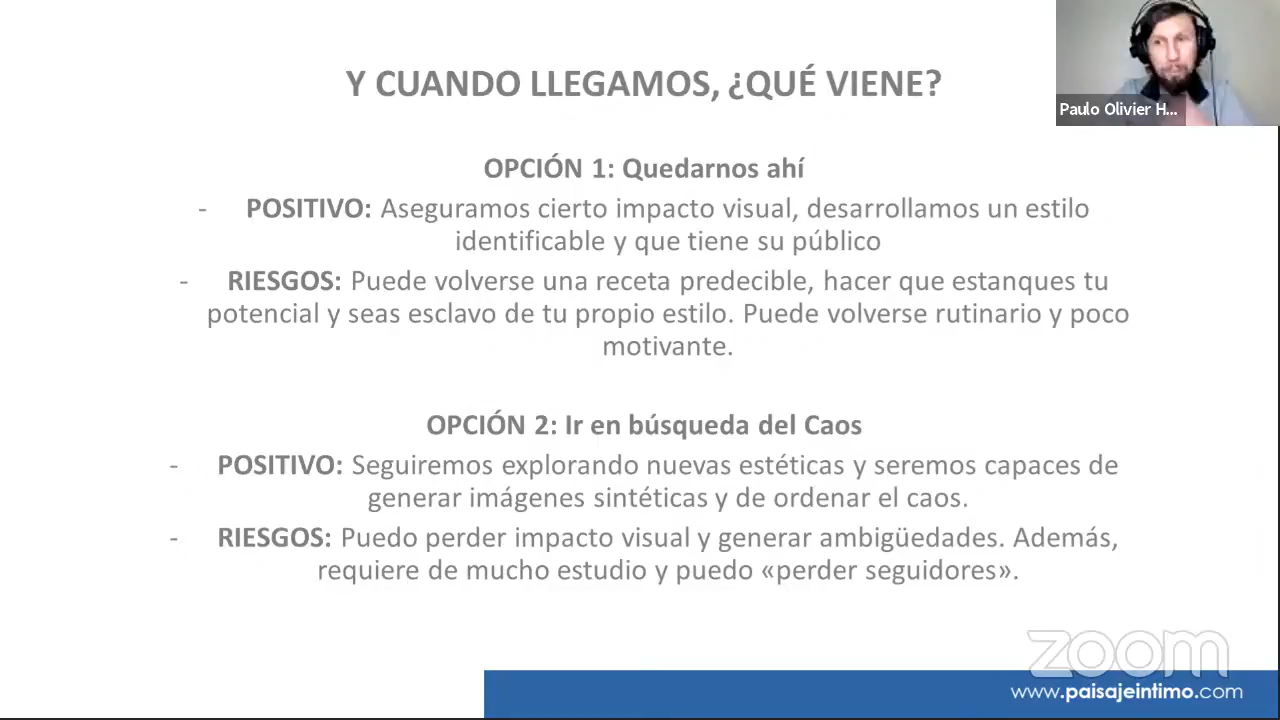 Y CUANDO LLEGAMOS, ¿QUÉ VIENE?
Paulo Olivier H...
OPCIÓN 1: Quedarnos ahí
- POSITIVO: Aseguramos cierto impacto visual, desarrollamos un estilo
identificable y que tiene su público
- RIESGOS: Puede volverse una receta predecible, hacer que estanques tu
potencial y seas esclavo de tu propio estilo. Puede volverse rutinario y poco
motivante.
OPCIÓN 2: Ir en búsqueda del Caos
- POSITIVO: Seguiremos explorando nuevas estéticas y seremos capaces de
generar imágenes sintéticas y de ordenar el caos.
- RIESGOS: Puedo perder impacto visual y generar ambigüedades. Además,
requiere de mucho estudio y puedo «perder seguidores».
zoom
www.paisajeintimo.com